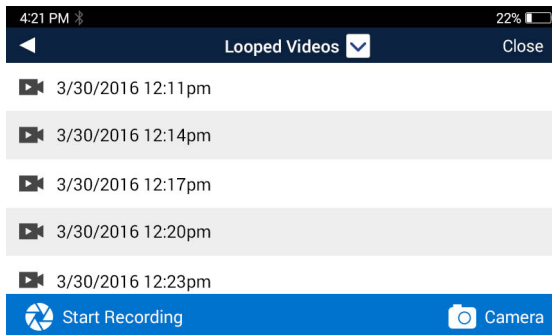 4:21 PM 22%
Looped Videos Close
3/30/2016 12:11pm
3/30/2016 12:14pm
3/30/2016 12:17pm
3/30/2016 12:20pm
3/30/2016 12:23pm
Start Recording Camera